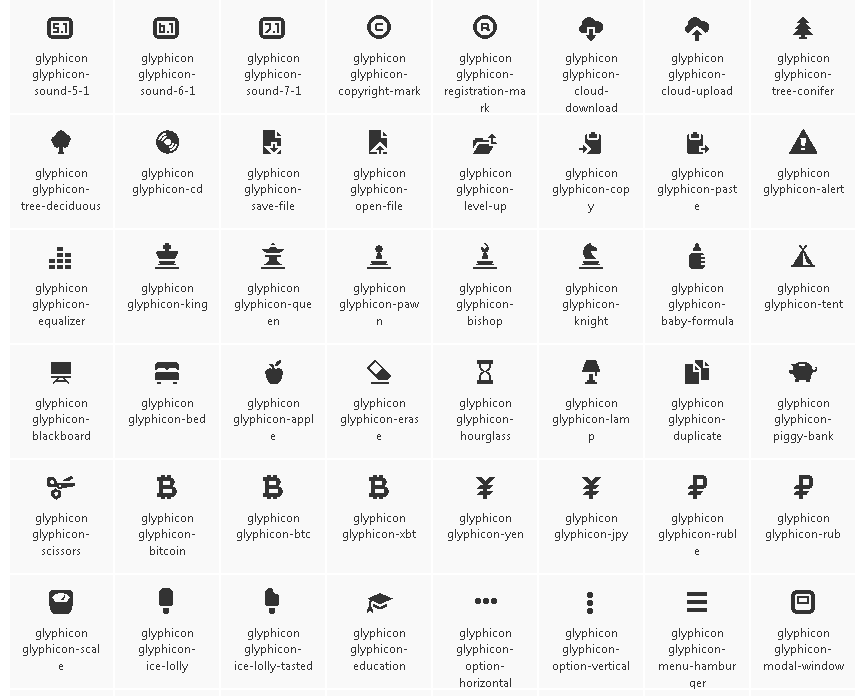 5.1
6.1
7.1
C
R
glyphicon
glyphicon-
sound-5-1
glyphicon
glyphicon-
sound-6-1
glyphicon
glyphicon-
sound-7-1
glyphicon
glyphicon-
copyright-mark
glyphicon
glyphicon-
registration-ma
rk
glyphicon
glyphicon-
cloud-
download
glyphicon
glyphicon-
cloud-upload
glyphicon
glyphicon-
tree-conifer
glyphicon
glyphicon-
tree-deciduous
glyphicon
glyphicon-cd
glyphicon
glyphicon-
save-file
glyphicon
glyphicon-
open-file
glyphicon
glyphicon-
level-up
glyphicon
glyphicon-cop
y
glyphicon
glyphicon-past
e
glyphicon
glyphicon-alert
glyphicon
glyphicon-
equalizer
glyphicon
glyphicon-king
glyphicon
glyphicon-que
en
glyphicon
glyphicon-paw
n
glyphicon
glyphicon-
bishop
glyphicon
glyphicon-
knight
glyphicon
glyphicon-
baby-formula
glyphicon
glyphicon-tent
glyphicon
glyphicon-
blackboard
glyphicon
glyphicon-bed
glyphicon
glyphicon-appl
e
glyphicon
glyphicon-eras
e
glyphicon
glyphicon-
hourglass
glyphicon
glyphicon-lam
p
glyphicon
glyphicon-
duplicate
glyphicon
glyphicon-
piggy-bank
glyphicon
glyphicon-
scissors
glyphicon
glyphicon-
bitcoin
glyphicon
glyphicon-btc
glyphicon
glyphicon-xbt
glyphicon
glyphicon-yen
glyphicon
glyphicon-jpy
glyphicon
glyphicon-rubl
e
glyphicon
glyphicon-rub
glyphicon
glyphicon-scal
e
glyphicon
glyphicon-
ice-lolly
glyphicon
glyphicon-
ice-lolly-tasted
glyphicon
glyphicon-
education
glyphicon
glyphicon-
option-
horizontal
glyphicon
glyphicon-
option-vertical
glyphicon
glyphicon-
menu-hambur
ger
glyphicon
glyphicon-
modal-window